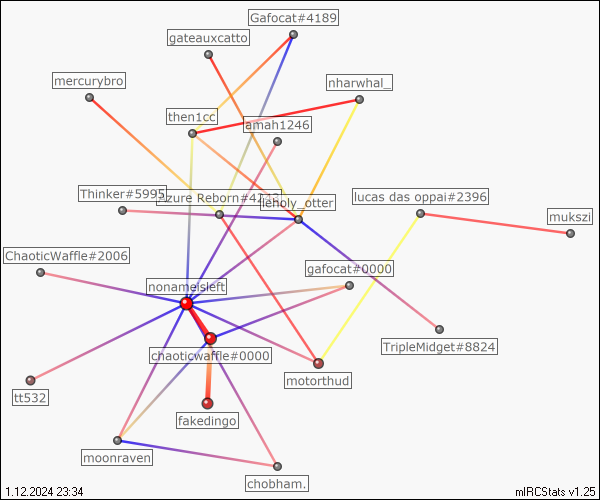 Gafocat#4189
gateauxcatto
mercurybro
nharwhal_
then1cc
amah1246
Thinker#5995
Azure Reborn#4243
leholy_otter
lucas das oppai#2396
mukszi
ChaoticWaffle#2006
gafocat#0000
nonameisleft
chaoticwaffle#0000
TripleMidget#8824
motorthud
tt532
fakedingo
moonraven
chobham.
1.12.2024 23:34
mIRCStats v1.25